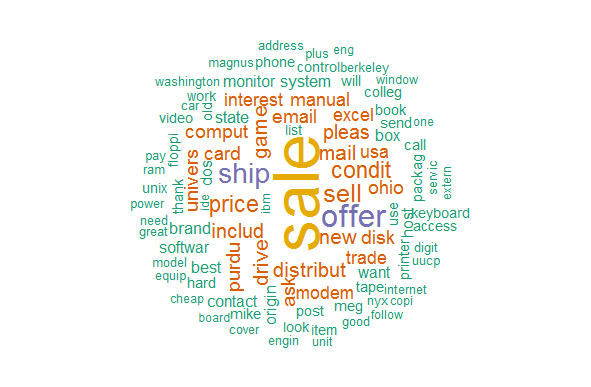 address
plus
eng
magnus
phone
control
berkeley
washington
monitor
system
will
window
work
interest
manual
colleg
car
old
video
state
game
email
excel
book
send
one
comput
list
pleas
box
call
floppi
card
sale
mail
usa
pay
ram
univers
dos
ship
condit
packag
servic
extern
unix
thank
ide
ibm
sell
ohio
power
price
offer
use
host
keyboard
need
great
brand
includ
access
softwar
purdu
drive
new
disk
printer
digit
uucp
model
best
distribut
trade
equip
hard
ask
want
cheap
contact
origin
modem
tape
internet
meg
nyx
copi
board
mike
post
good
follow
cover
look
item
engin
unit